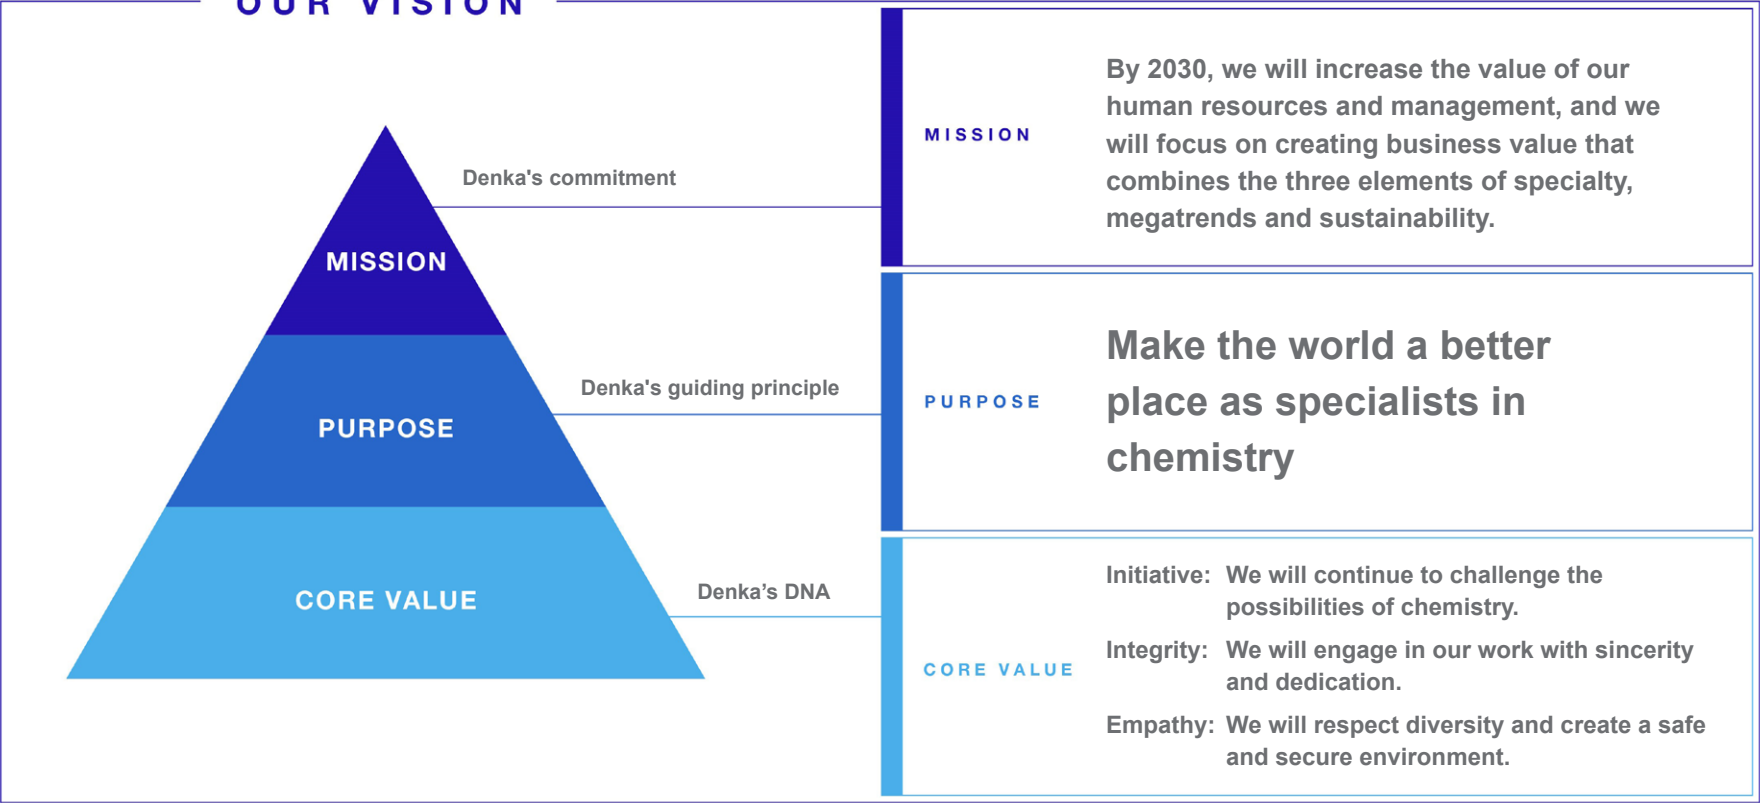 OUR VISION
MISSION
PURPOSE
CORE VALUE
Denka's commitment
Denka's guiding principle
Denka’s DNA
MISSION
By 2030, we will increase the value of our
human resources and management, and we
will focus on creating business value that
combines the three elements of specialty,
megatrends and sustainability.
PURPOSE
Make the world a better
place as specialists in
chemistry
CORE VALUE
Initiative: We will continue to challenge the
possibilities of chemistry.
Integrity: We will engage in our work with sincerity
and dedication.
Empathy: We will respect diversity and create a safe
and secure environment.